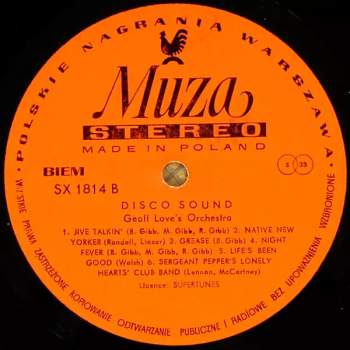 POLSKIE NAGRANIA WARSZAWA
Muza
STEREO
MADE IN POLAND
BIEM
SX 1814 B
S 33
DISCO SOUND
Geoff Love's Orchestra
1. JIVE TALKIN' (B. Gibb, M. Gibb, R. Gibb) 2. NATIVE NEW
YORKER (Randell, Linzer) 3. GREASE (B. Gibb) 4. NIGHT
FEVER (B. Gibb, M. Gibb, R. Gibb) 5. LIFE'S BEEN
GOOD (Walsh) 6. SERGEANT PEPPER'S LONELY
HEARTS' CLUB BAND (Lennon, McCartney)
Licence: SUPERTUNES
WSZYSTKIE PRAWA ZASTRZEŻONE KOPIOWANIE ODTWARZANIE PUBLICZNE I RADIOWE BEZ UPOWAŻNIENIA WZBRONIONE